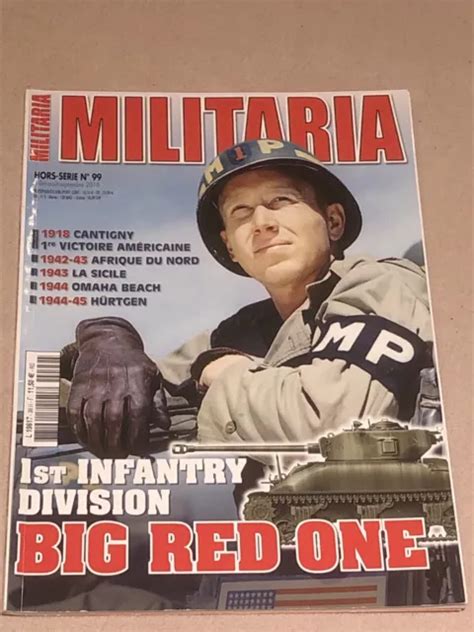 MILITARIA
MILITARIA
HORS-SERIE N° 99
M1P
1918 CANTIGNY
1re VICTOIRE AMÉRICAINE
1942-43 AFRIQUE DU NORD
1943 LA SICILE
1944 OMAHA BEACH
1944-45 HÜRTGEN
MP
1ST INFANTRY
DIVISION
BIG RED ONE